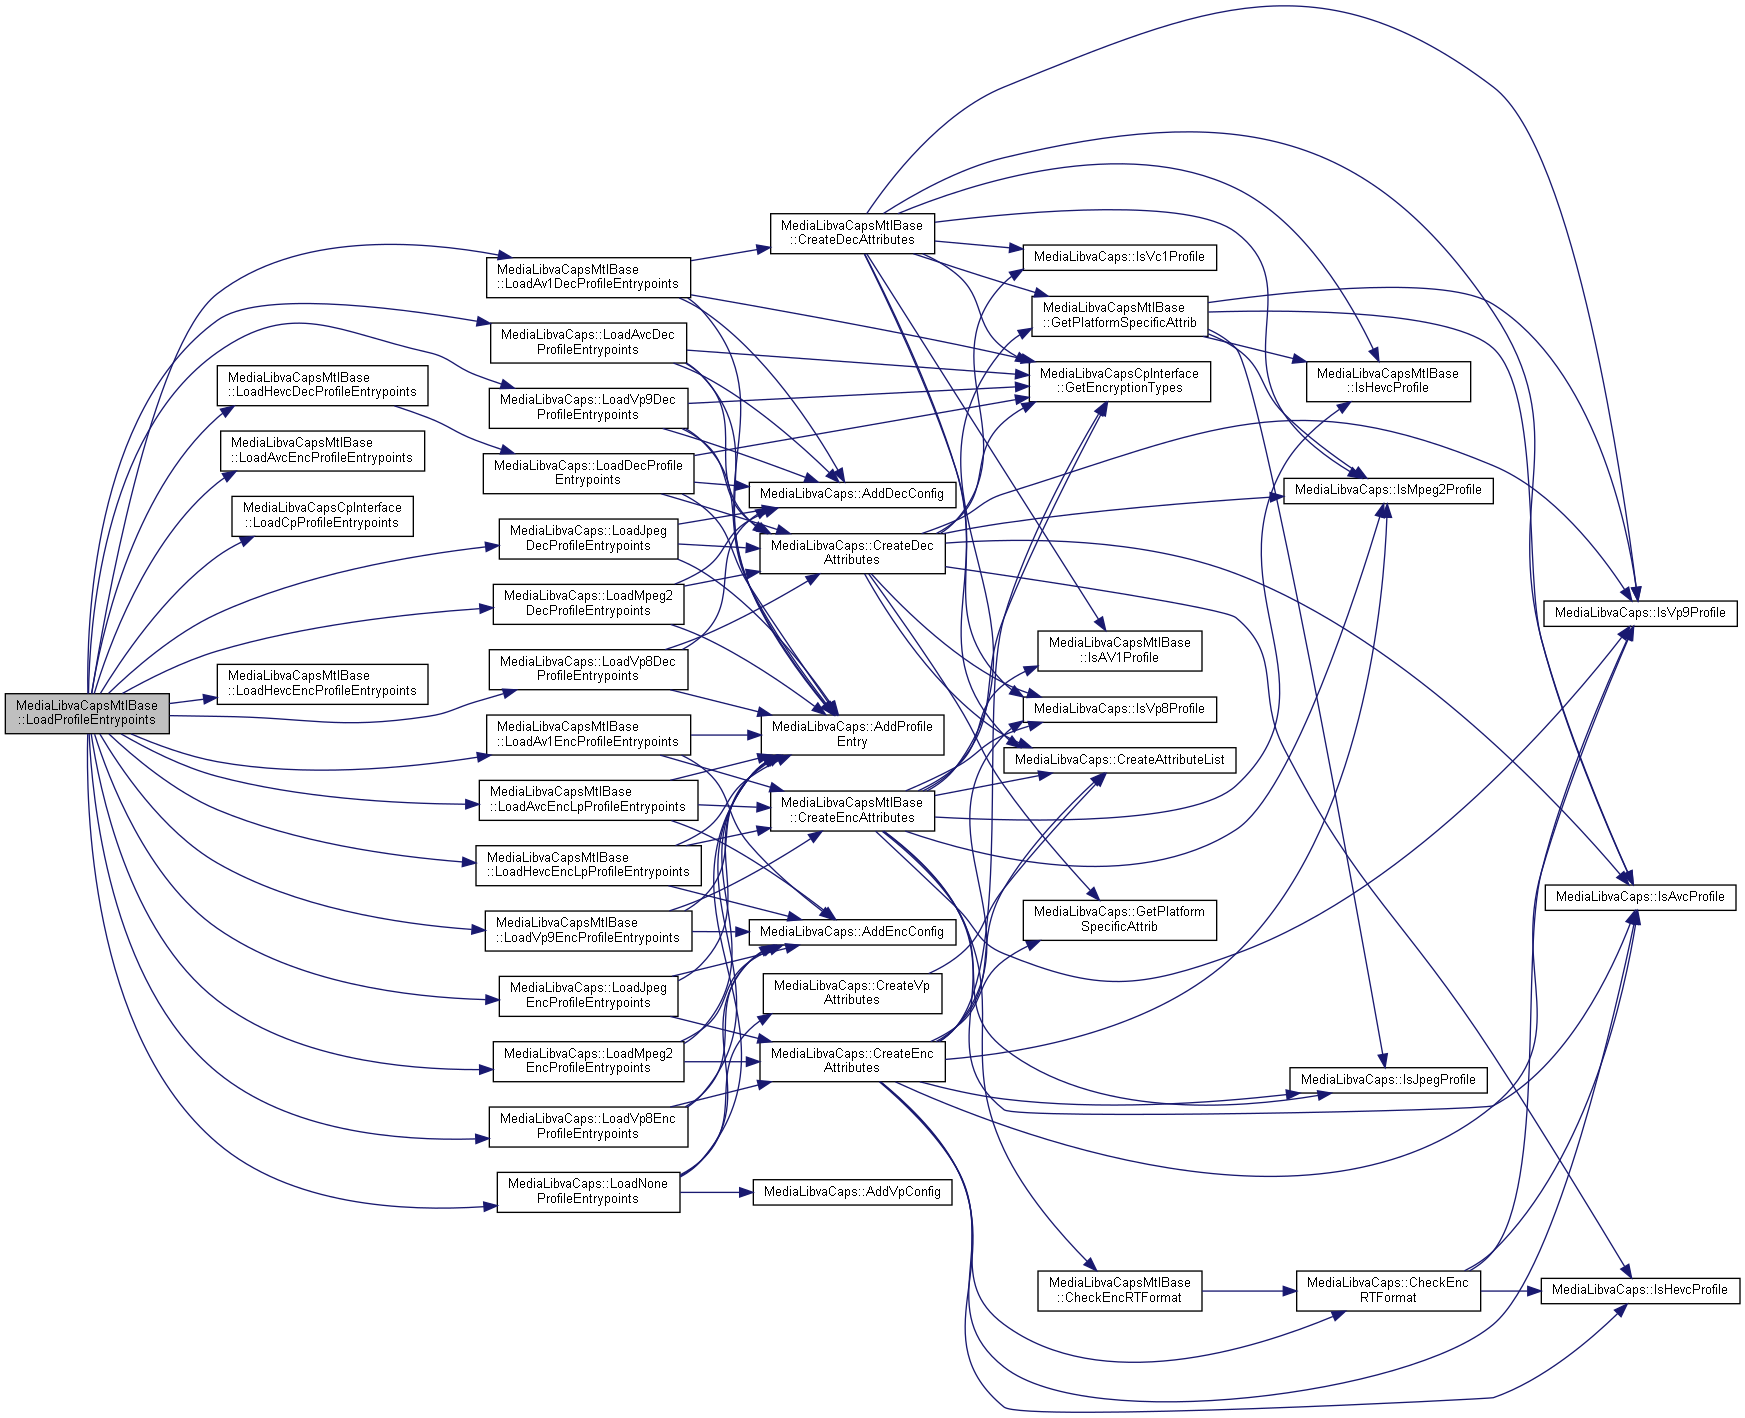 MediaLibvaCapsMtlBase
::LoadProfileEntrypoints
MediaLibvaCapsMtlBase
::LoadHevcDecProfileEntrypoints
MediaLibvaCapsMtlBase
::LoadAvcEncProfileEntrypoints
MediaLibvaCapsCpInterface
::LoadCpProfileEntrypoints
MediaLibvaCapsMtlBase
::LoadHevcEncProfileEntrypoints
MediaLibvaCapsMtlBase
::LoadAv1DecProfileEntrypoints
MediaLibvaCaps::LoadAvcDec
ProfileEntrypoints
MediaLibvaCaps::LoadVp9Dec
ProfileEntrypoints
MediaLibvaCaps::LoadDecProfile
Entrypoints
MediaLibvaCaps::LoadJpeg
DecProfileEntrypoints
MediaLibvaCaps::LoadMpeg2
DecProfileEntrypoints
MediaLibvaCaps::LoadVp8Dec
ProfileEntrypoints
MediaLibvaCapsMtlBase
::LoadAv1EncProfileEntrypoints
MediaLibvaCapsMtlBase
::LoadAvcEncLpProfileEntrypoints
MediaLibvaCapsMtlBase
::LoadHevcEncLpProfileEntrypoints
MediaLibvaCapsMtlBase
::LoadVp9EncProfileEntrypoints
MediaLibvaCaps::LoadJpeg
EncProfileEntrypoints
MediaLibvaCaps::LoadMpeg2
EncProfileEntrypoints
MediaLibvaCaps::LoadVp8Enc
ProfileEntrypoints
MediaLibvaCaps::LoadNone
ProfileEntrypoints
MediaLibvaCapsMtlBase
::CreateDecAttributes
MediaLibvaCaps::AddDecConfig
MediaLibvaCaps::CreateDec
Attributes
MediaLibvaCaps::AddProfile
Entry
MediaLibvaCapsMtlBase
::CreateEncAttributes
MediaLibvaCaps::AddEncConfig
MediaLibvaCaps::CreateVp
Attributes
MediaLibvaCaps::CreateEnc
Attributes
MediaLibvaCaps::AddVpConfig
MediaLibvaCaps::IsVc1Profile
MediaLibvaCapsMtlBase
::GetPlatformSpecificAttrib
MediaLibvaCapsCpInterface
::GetEncryptionTypes
MediaLibvaCapsMtlBase
::IsAV1Profile
MediaLibvaCaps::IsVp8Profile
MediaLibvaCaps::CreateAttributeList
MediaLibvaCaps::GetPlatform
SpecificAttrib
MediaLibvaCapsMtlBase
::CheckEncRTFormat
MediaLibvaCapsMtlBase
::IsHevcProfile
MediaLibvaCaps::IsMpeg2Profile
MediaLibvaCaps::IsJpegProfile
MediaLibvaCaps::CheckEnc
RTFormat
MediaLibvaCaps::IsVp9Profile
MediaLibvaCaps::IsAvcProfile
MediaLibvaCaps::IsHevcProfile